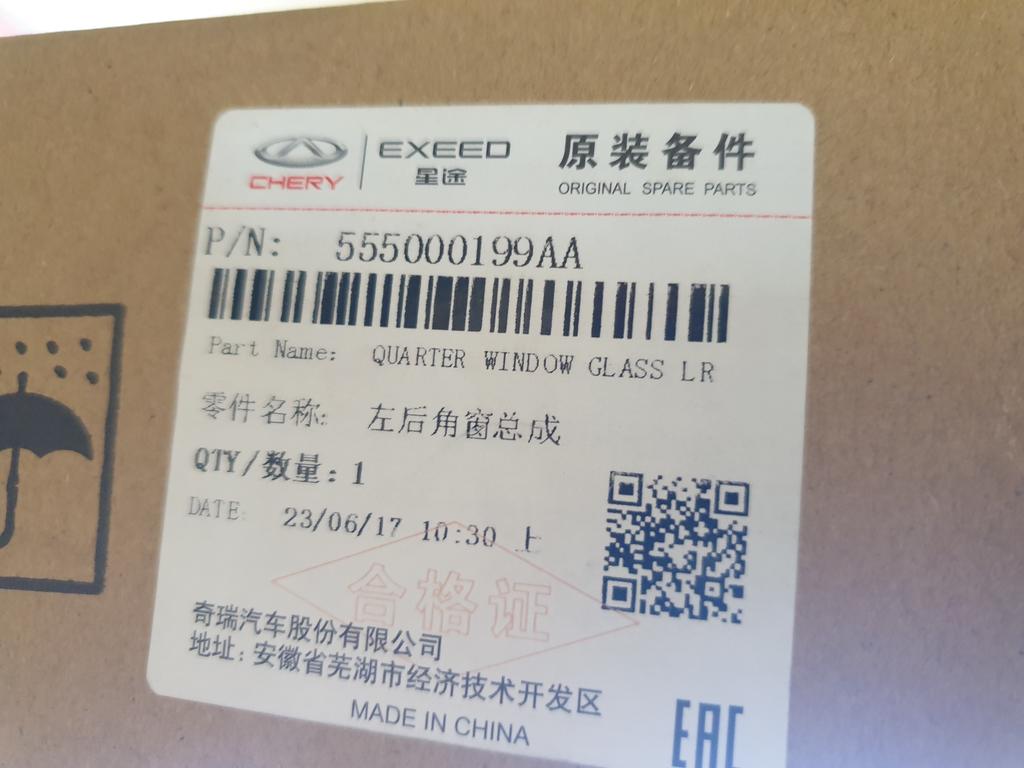 CHERY
EXEED
星途
原装备件
ORIGINAL SPARE PARTS
P/N: 555000199AA
Part Name: QUARTER WINDOW GLASS LR
零件名称: 左后角窗总成
QTY/数量: 1
DATE: 23/06/17 10:30 上
合格证
奇瑞汽车股份有限公司
地址: 安徽省芜湖市经济技术开发区
MADE IN CHINA
EAC